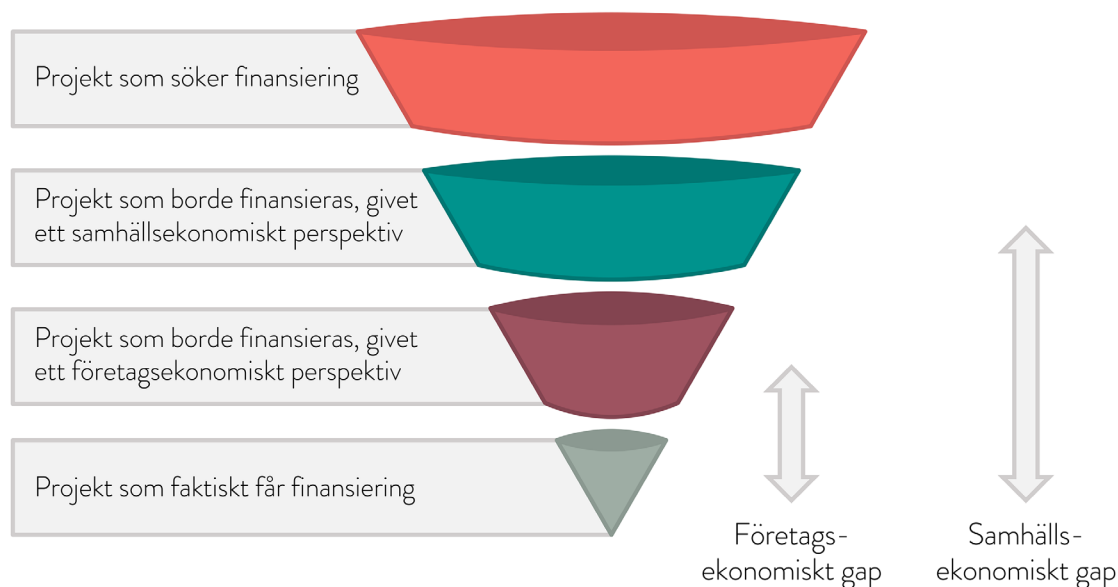 Projekt som söker finansiering
Projekt som borde finansieras, givet
ett samhällsekonomiskt perspektiv
Projekt som borde finansieras, givet
ett företagsekonomiskt perspektiv
Projekt som faktiskt får finansiering
Företags-
ekonomiskt gap
Samhälls-
ekonomiskt gap